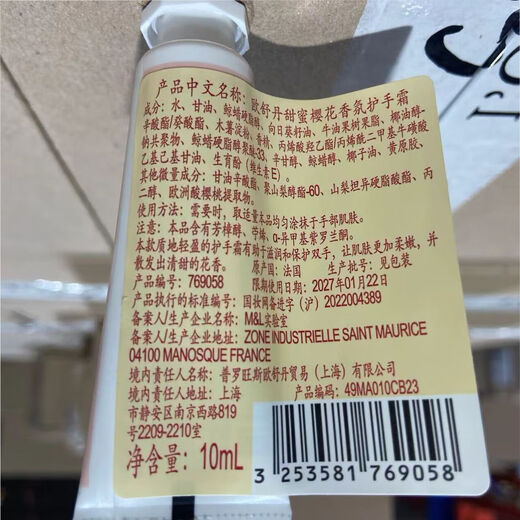 产品中文名称：欧舒丹甜蜜樱花香氛护手霜
成分：水、甘油、鲸蜡硬脂醇、向日葵籽油、牛油果树果脂、椰油醇-
辛酸酯/癸酸酯、木薯淀粉、香精、丙烯酸羟乙酯/丙烯酰二甲基牛磺酸
钠共聚物、鲸蜡硬脂醇聚醚-33、辛甘醇、鲸蜡醇、椰子油、黄原胶、
乙基己基甘油、生育酚（维生素E）。
其他微量成分：甘油辛酸酯、聚山梨醇酯-60、山梨坦异硬脂酸酯、丙
二醇、欧洲酸樱桃提取物。
使用方法：需要时，取适量本品均匀涂抹于手部肌肤。
注意：本品含有芳樟醇、苧烯、α-异甲基紫罗兰酮。
本款质地轻盈的护手霜有助于滋润和保护双手，让肌肤更加柔嫩，并
散发出清甜的花香。
原产国：法国 生产批号：见包装
产品编号：769058 限期使用日期：2027年01月22日
产品执行的标准编号：国妆网备进字（沪）2022004389
备案人/生产企业名称：M&L实验室
备案人/生产企业地址：ZONE INDUSTRIELLE SAINT MAURICE
04100 MANOSQUE FRANCE
境内责任人名称：普罗旺斯欧舒丹贸易（上海）有限公司
境内责任人地址：上海 产品编码：49MA010CB23
市静安区南京西路819
号2209-2210室
净含量：10mL
3 253581 769058